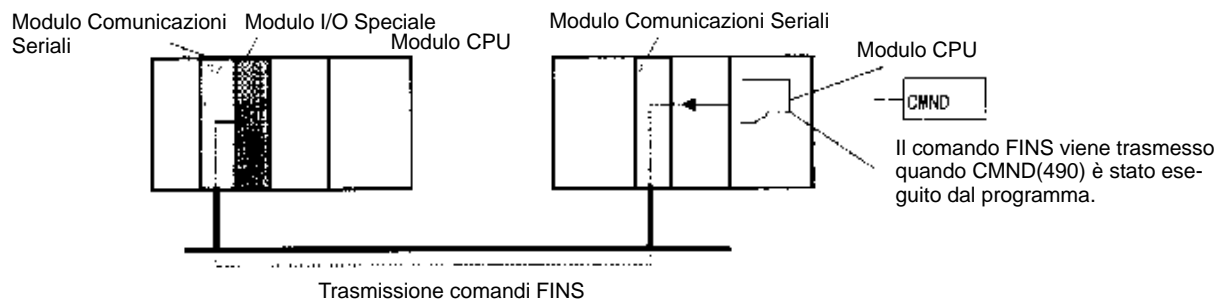 Modulo Comunicazioni
Seriali
Modulo I/O Speciale
Modulo CPU
Modulo Comunicazioni Seriali
Modulo CPU
CMND
Il comando FINS viene trasmesso
quando CMND(490) è stato ese-
guito dal programma.
Trasmissione comandi FINS